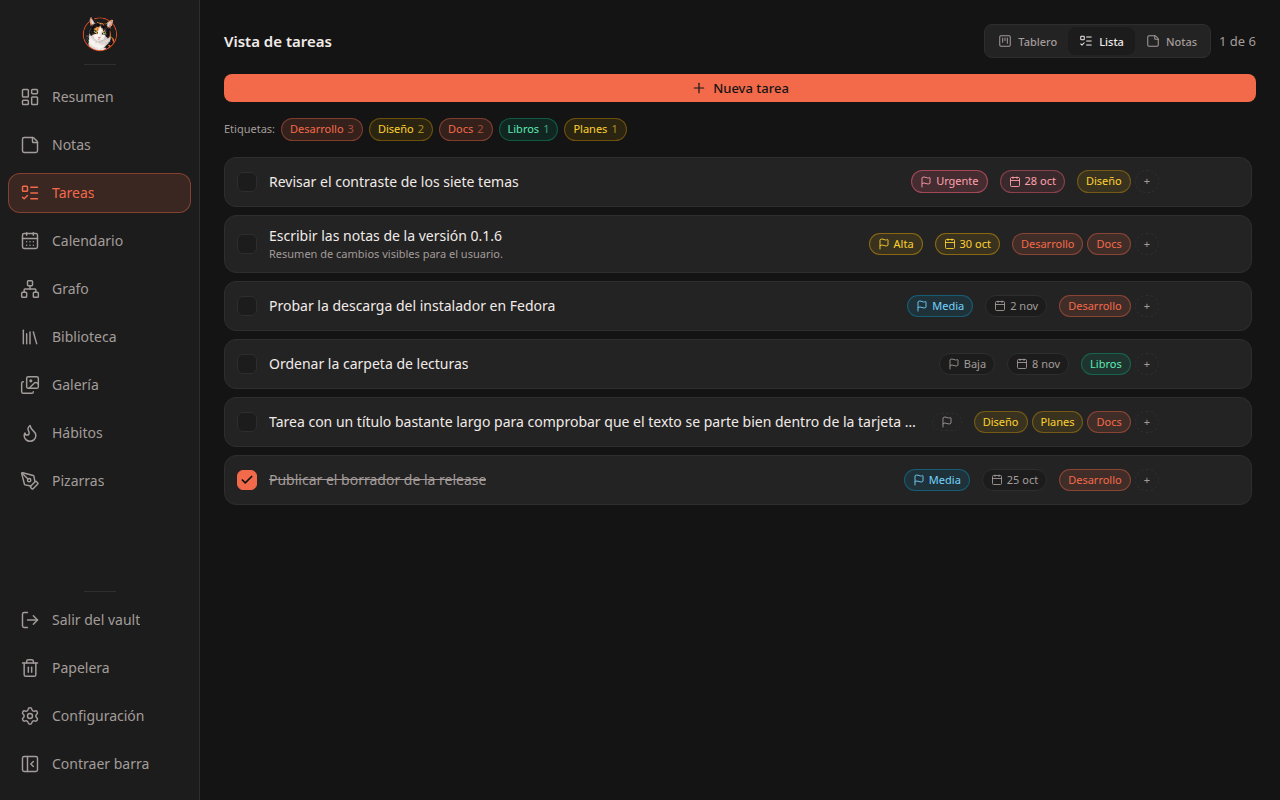 Resumen
Notas
Tareas
Calendario
Grafo
Biblioteca
Galería
Hábitos
Pizarras
Salir del vault
Papelera
Configuración
Contraer barra
Vista de tareas
Tablero Lista Notas 1 de 6
+ Nueva tarea
Etiquetas: Desarrollo 3 Diseño 2 Docs 2 Libros 1 Planes 1
Revisar el contraste de los siete temas Urgente 28 oct Diseño +
Escribir las notas de la versión 0.1.6 Alta 30 oct Desarrollo Docs +
Resumen de cambios visibles para el usuario.
Probar la descarga del instalador en Fedora Media 2 nov Desarrollo +
Ordenar la carpeta de lecturas Baja 8 nov Libros +
Tarea con un título bastante largo para comprobar que el texto se parte bien dentro de la tarjeta ... Diseño Planes Docs +
Publicar el borrador de la release Media 25 oct Desarrollo +